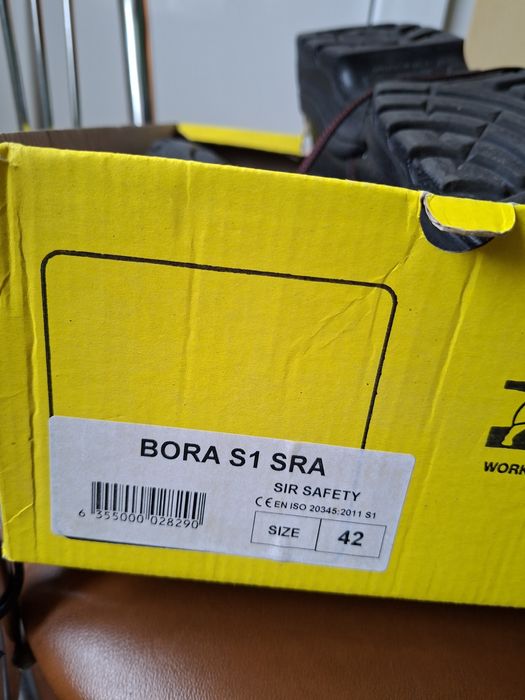 BORA S1 SRA
SIR SAFETY
CE EN ISO 20345:2011 S1
6 355000 028290
SIZE 42
WORK